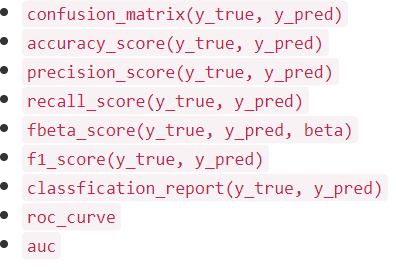 confusion_matrix(y_true, y_pred)
accuracy_score(y_true, y_pred)
precision_score(y_true, y_pred)
recall_score(y_true, y_pred)
fbeta_score(y_true, y_pred, beta)
f1_score(y_true, y_pred)
classfication_report(y_true, y_pred)
roc_curve
auc